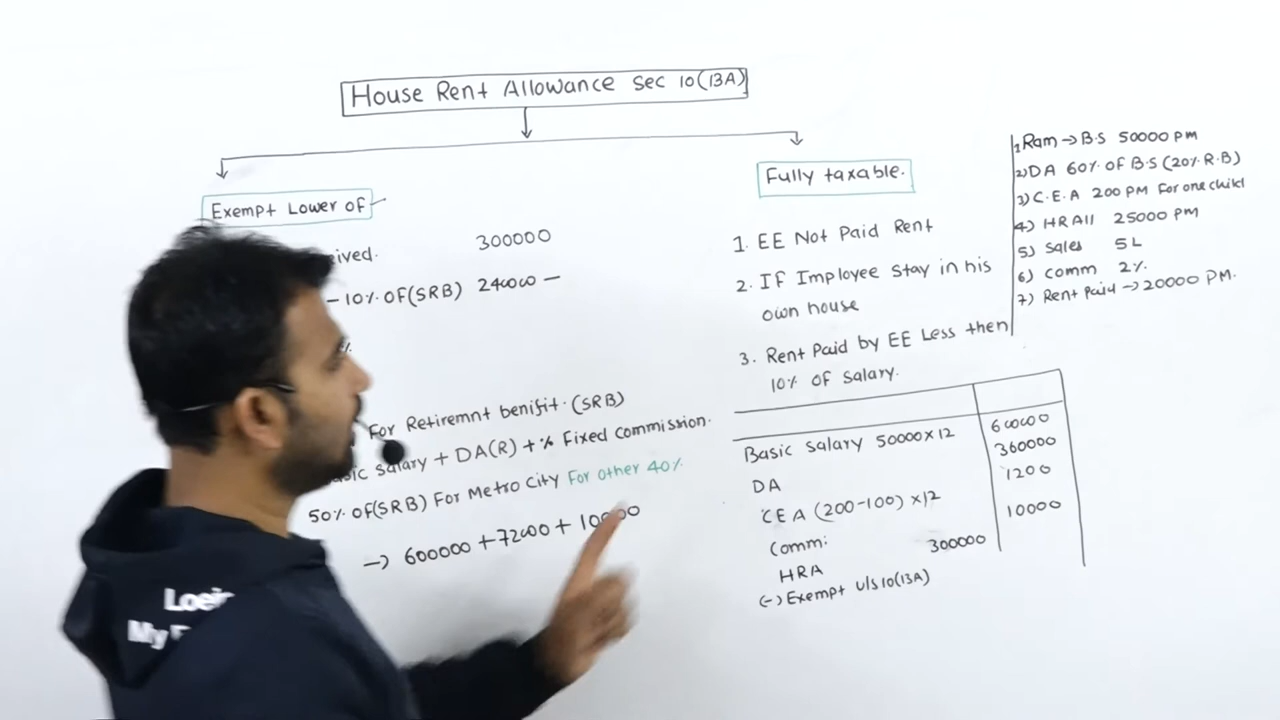 House Rent Allowance sec 10(13A)
Exempt Lower of
ived. 300000
- 10% OF(SRB) 240000 -
%
For Retiremnt benifit. (SRB)
sic salary + DA(R) + % Fixed commission.
50% OF(SRB) For Metro City For other 40%
→ 600000 + 72000 + 10000
Fully taxable.
1. EE Not Paid Rent
2. If Imployee stay in his
own house
3. Rent Paid by EE Less then
10% OF salary.
1) Ram → B.S 50000 PM
2) DA 60% OF B.S (20% R.B)
3) C.E.A 200 PM For one child
4) HRA 25000 PM
5) Sales 5L
6) comm 2%
7) Rent Paid → 20000 PM.
Basic salary 50000×12 600000
DA 360000
CEA (200-100) ×12 1200
Commi 10000
HRA 300000
(-) Exempt u/s 10(13A)
Logi
My